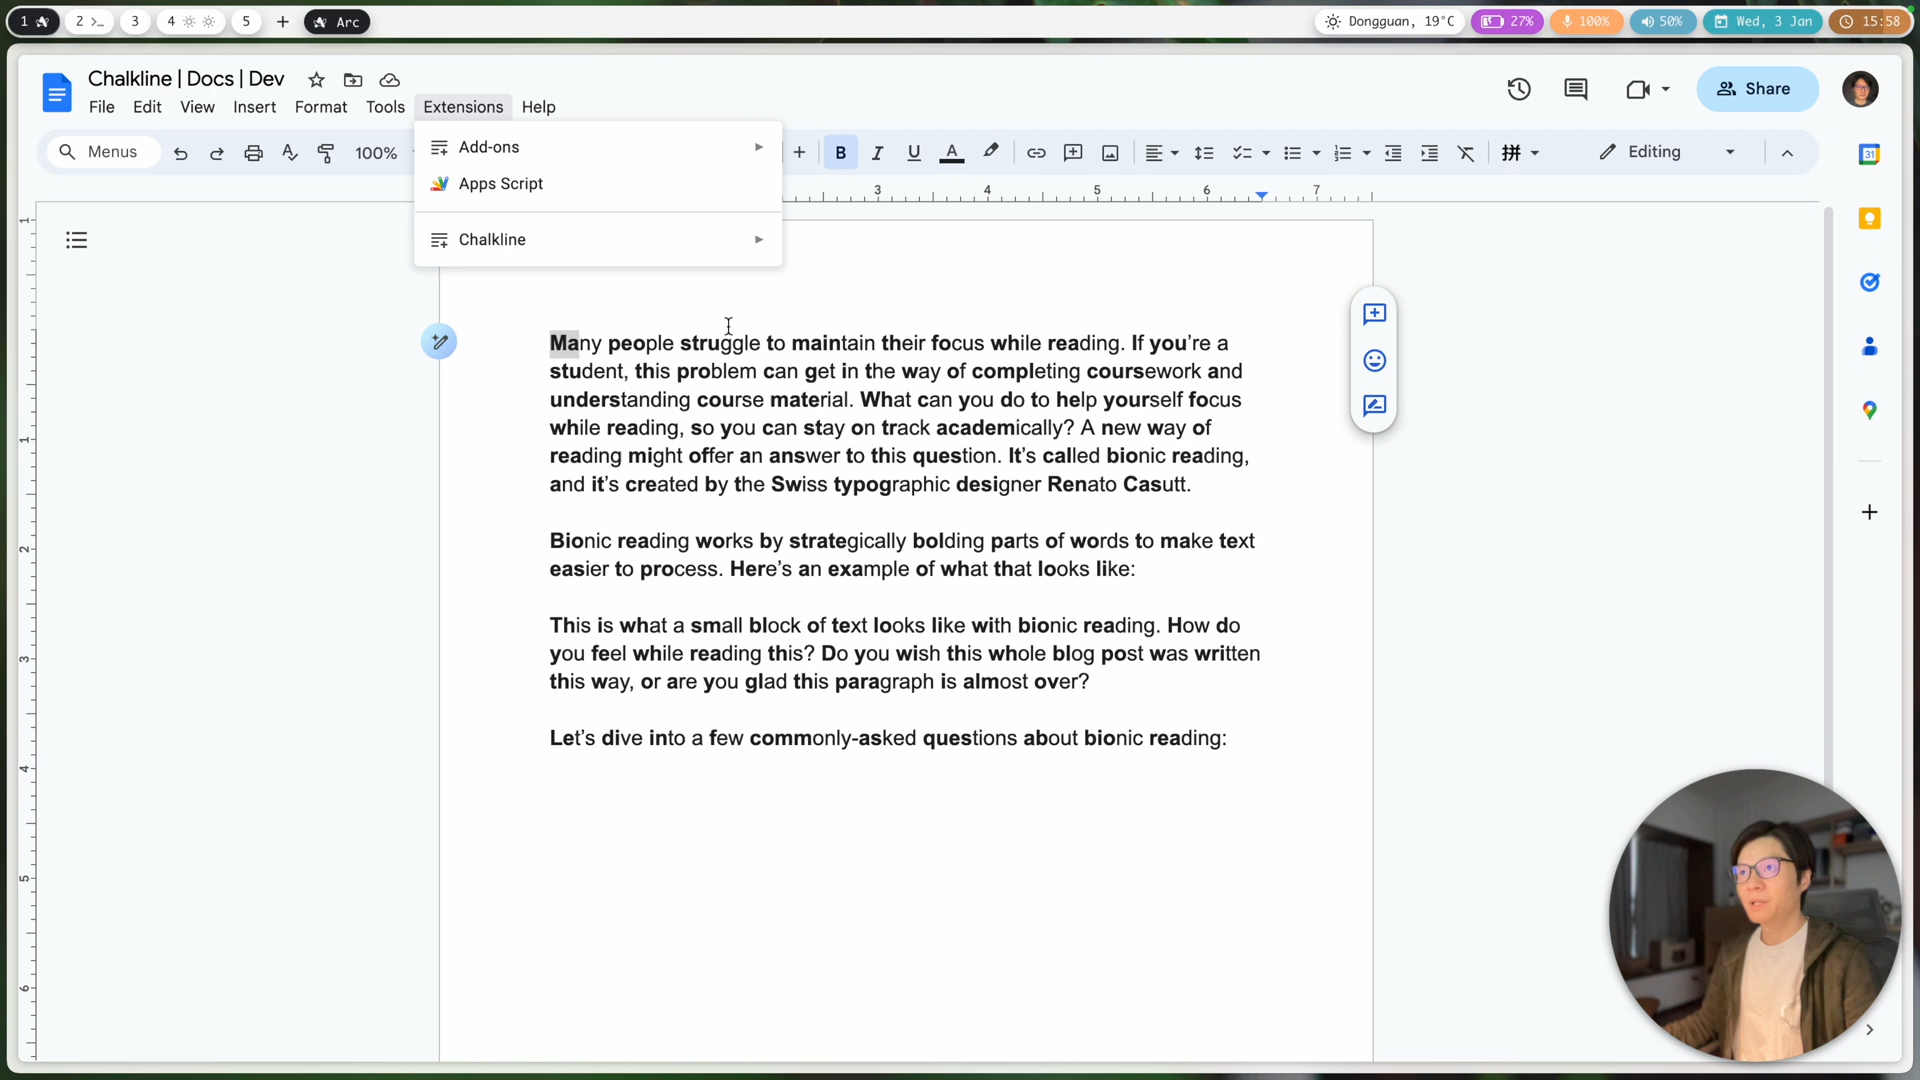 1
2 >_
3
4
5
+
Arc
Dongguan, 19°C
27%
100%
50%
Wed, 3 Jan
15:58
Chalkline | Docs | Dev
File Edit View Insert Format Tools Extensions Help
Share
Menus
100%
+
B
I
U
A
拼
Editing
31
Add-ons
Apps Script
Chalkline
3 4 5 6 7
1
1
2
3
4
5
6
Many people struggle to maintain their focus while reading. If you’re a
student, this problem can get in the way of completing coursework and
understanding course material. What can you do to help yourself focus
while reading, so you can stay on track academically? A new way of
reading might offer an answer to this question. It’s called bionic reading,
and it’s created by the Swiss typographic designer Renato Casutt.
Bionic reading works by strategically bolding parts of words to make text
easier to process. Here’s an example of what that looks like:
This is what a small block of text looks like with bionic reading. How do
you feel while reading this? Do you wish this whole blog post was written
this way, or are you glad this paragraph is almost over?
Let’s dive into a few commonly-asked questions about bionic reading: